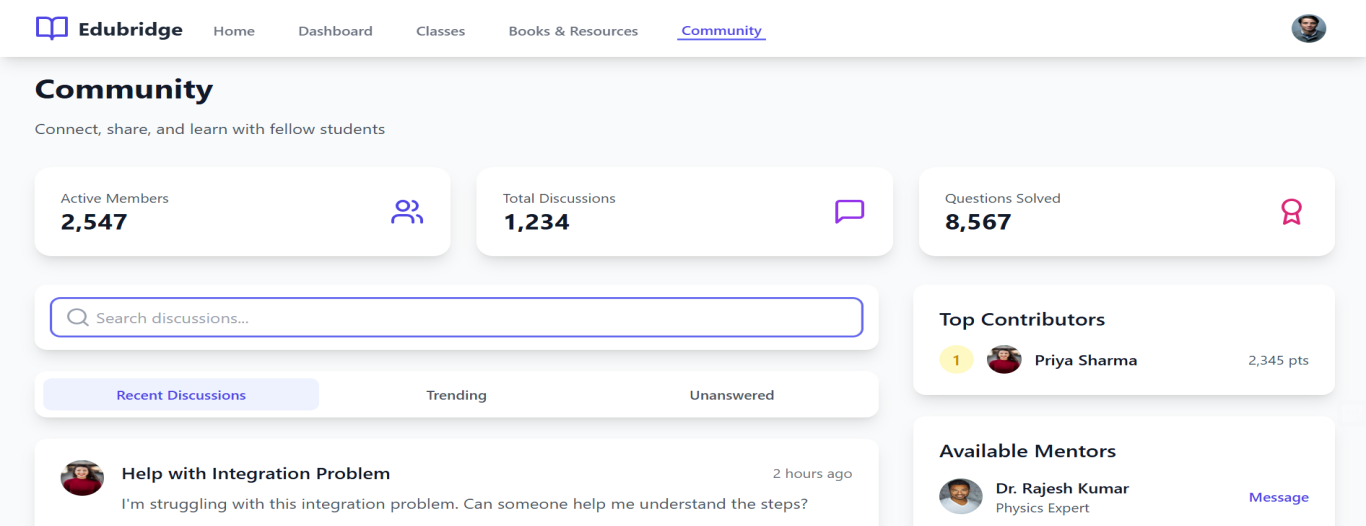 Edubridge Home Dashboard Classes Books & Resources Community
Community
Connect, share, and learn with fellow students
Active Members
2,547
Total Discussions
1,234
Questions Solved
8,567
Search discussions...
Recent Discussions Trending Unanswered
Help with Integration Problem 2 hours ago
I'm struggling with this integration problem. Can someone help me understand the steps?
Top Contributors
1 Priya Sharma 2,345 pts
Available Mentors
Dr. Rajesh Kumar
Physics Expert
Message